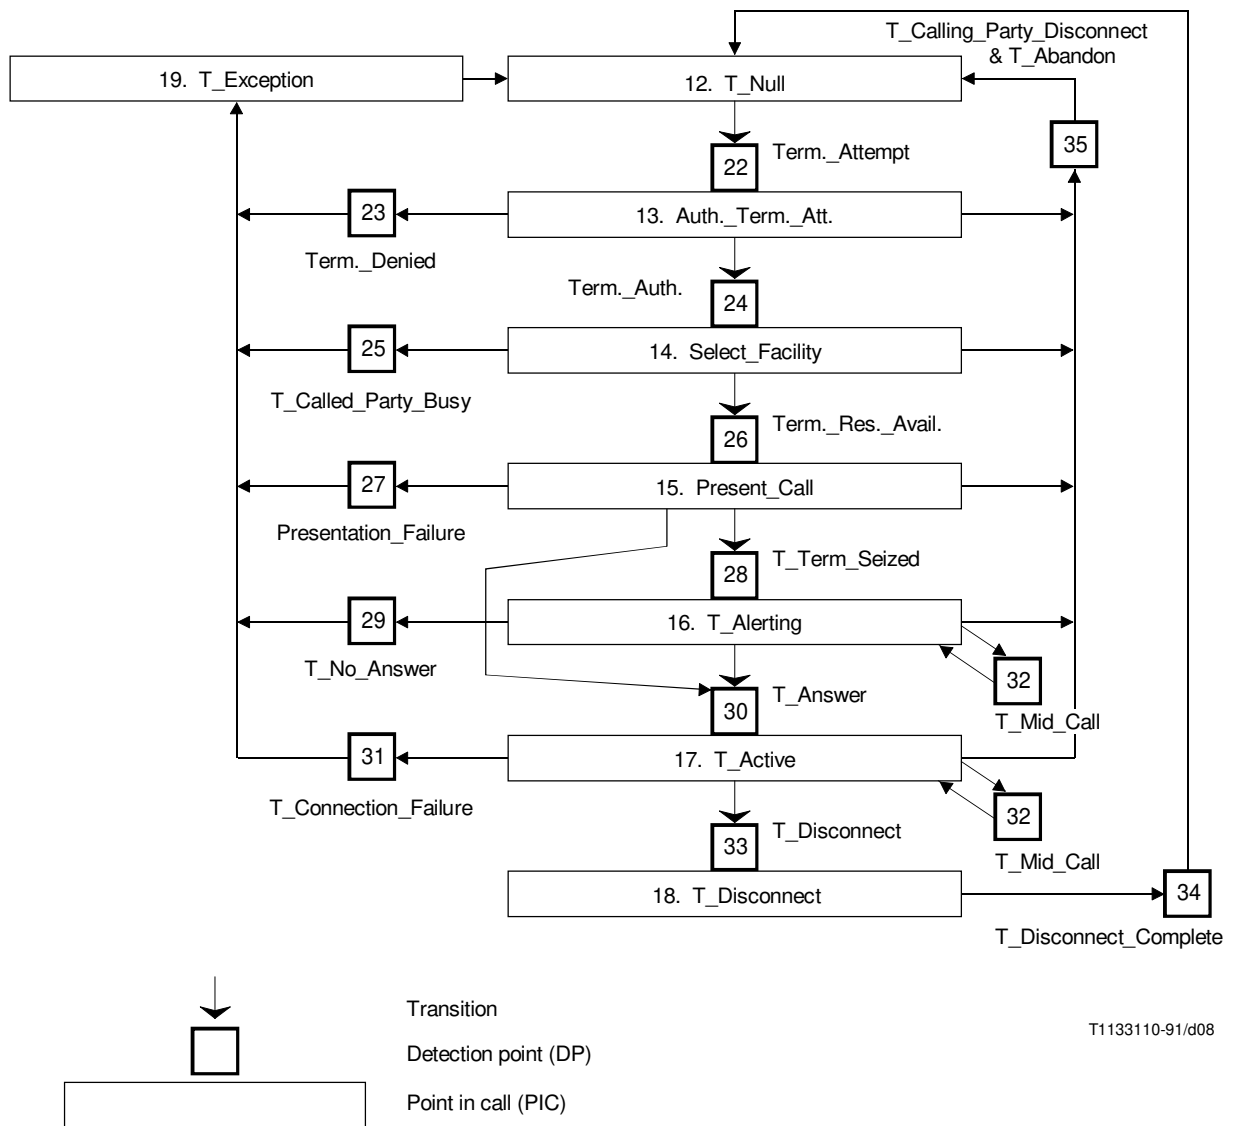 T_Calling_Party_Disconnect
& T_Abandon
19. T_Exception
12. T_Null
35
22
Term._Attempt
23
13. Auth._Term._Att.
Term._Denied
Term._Auth.
24
25
14. Select_Facility
T_Called_Party_Busy
26
Term._Res._Avail.
27
15. Present_Call
Presentation_Failure
28
T_Term_Seized
29
16. T_Alerting
T_No_Answer
32
T_Mid_Call
30
T_Answer
31
17. T_Active
T_Connection_Failure
32
T_Mid_Call
33
T_Disconnect
18. T_Disconnect
34
T_Disconnect_Complete
Transition
Detection point (DP)
Point in call (PIC)
T1133110-91/d08